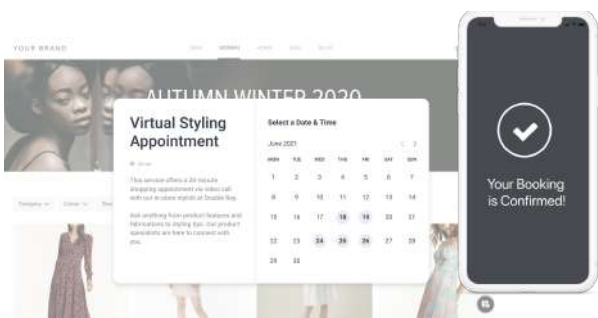 YOUR BRAND
AUTUMN WINTER 2020
Virtual Styling
Appointment
This service offers a 20 minute
shopping appointment via video call
with our in-store stylists at Double Bay.
Ask anything from product features and
fabrications to styling tips. Our product
specialists are here to connect with
you.
Select a Date & Time
June 2021
MON TUE WED THU FRI SAT SUN
1 2 3 4 5 6 7
8 9 10 11 12 13 14
15 16 17 18 19 20 21
22 23 24 25 26 27 28
29 30
Category
Colour
Your Booking
is Confirmed!